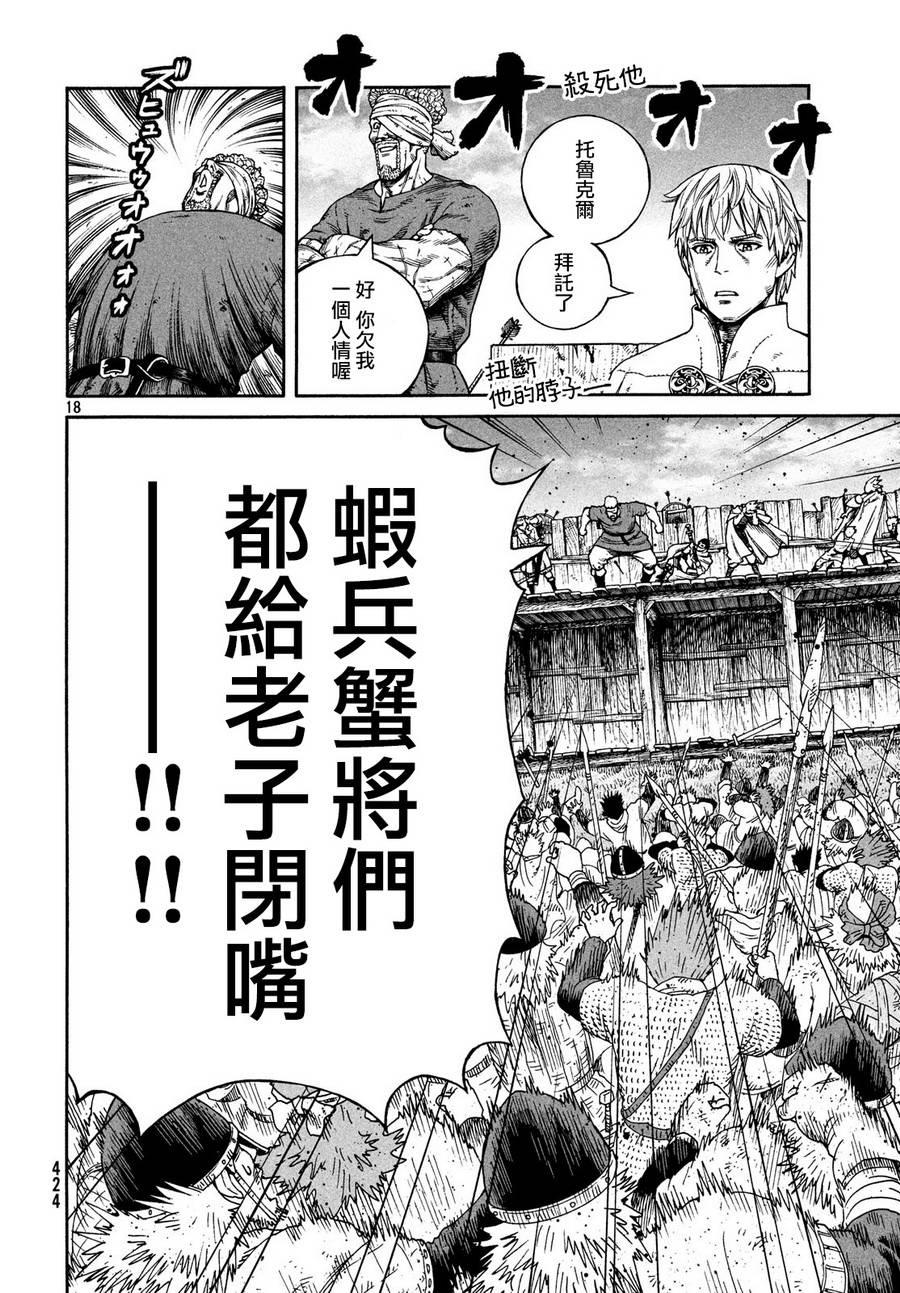 オオオオ
殺死他
托魯克爾
拜託了
扭斷
他的脖子——
好 你欠我
一個人情喔
ズヒュウゥオオォォ
18
蝦兵蟹將們
都給老子閉嘴
——!!!!
424